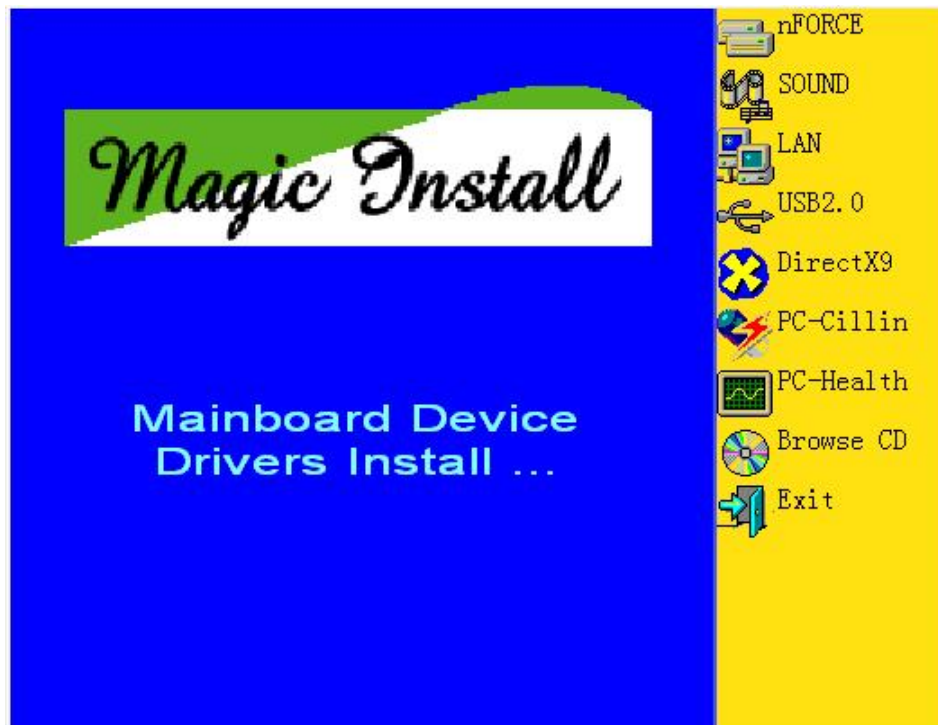 Magic Install
Mainboard Device
Drivers Install ...
nFORCE
SOUND
LAN
USB2.0
DirectX9
PC-Cillin
PC-Health
Browse CD
Exit